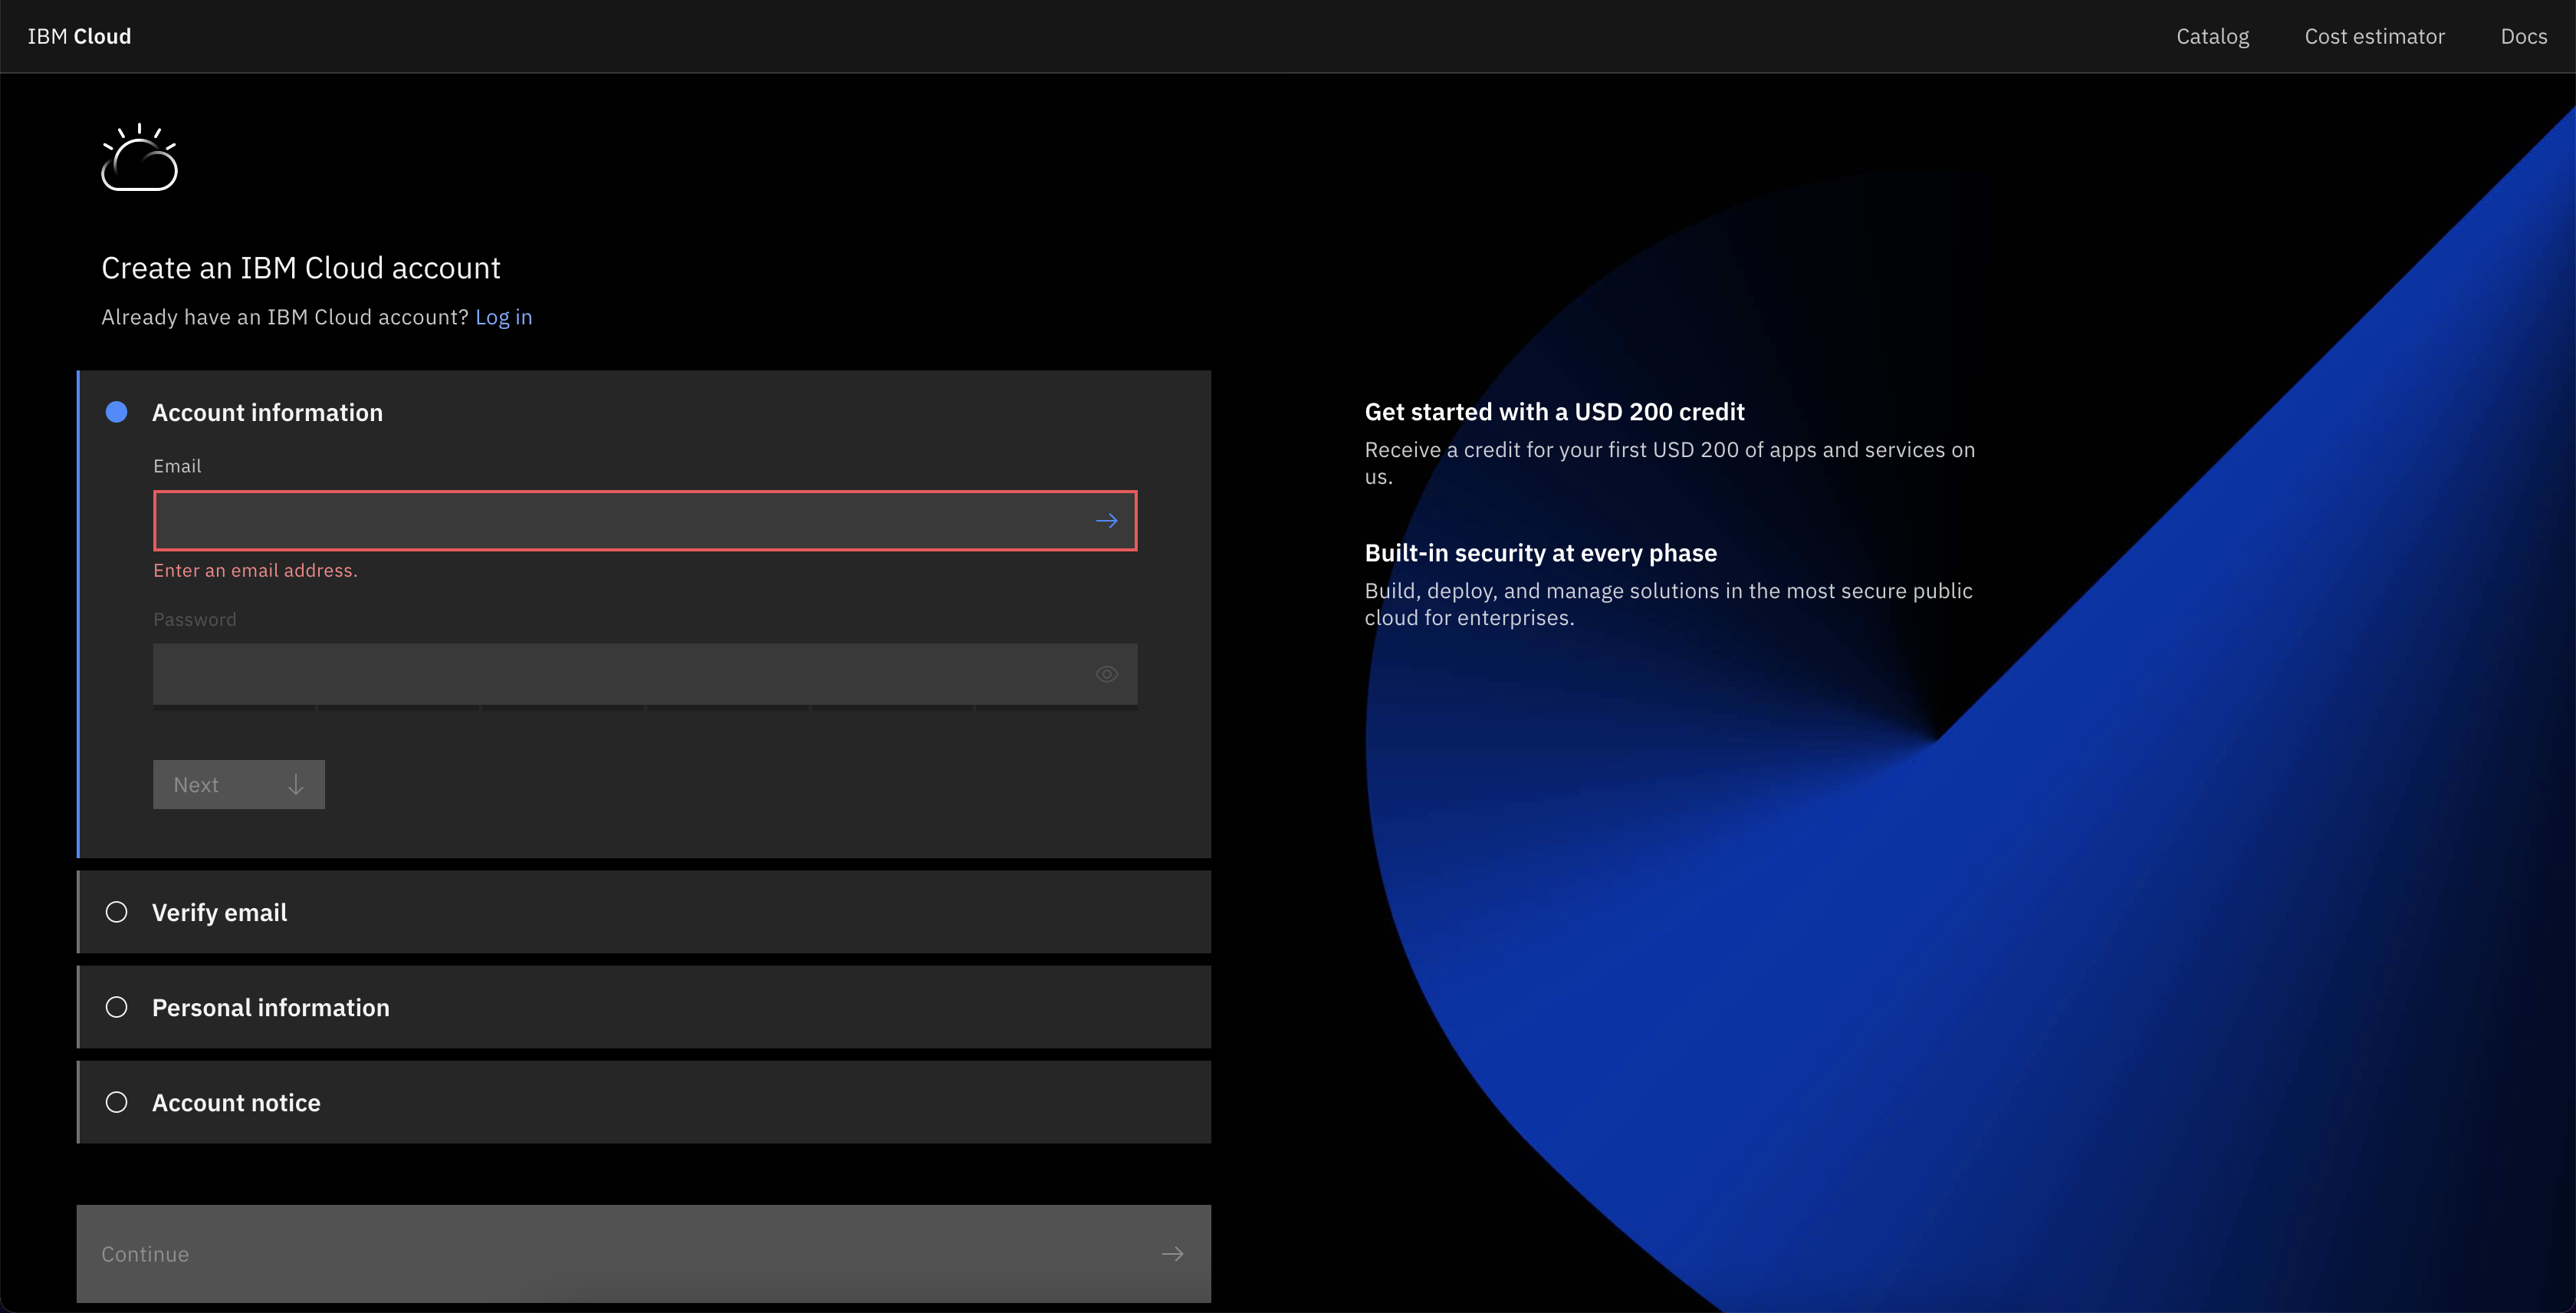 IBM Cloud
Catalog
Cost estimator
Docs
Create an IBM Cloud account
Already have an IBM Cloud account? Log in
Account information
Email
Enter an email address.
Password
Next
Verify email
Personal information
Account notice
Continue
Get started with a USD 200 credit
Receive a credit for your first USD 200 of apps and services on
us.
Built-in security at every phase
Build, deploy, and manage solutions in the most secure public
cloud for enterprises.